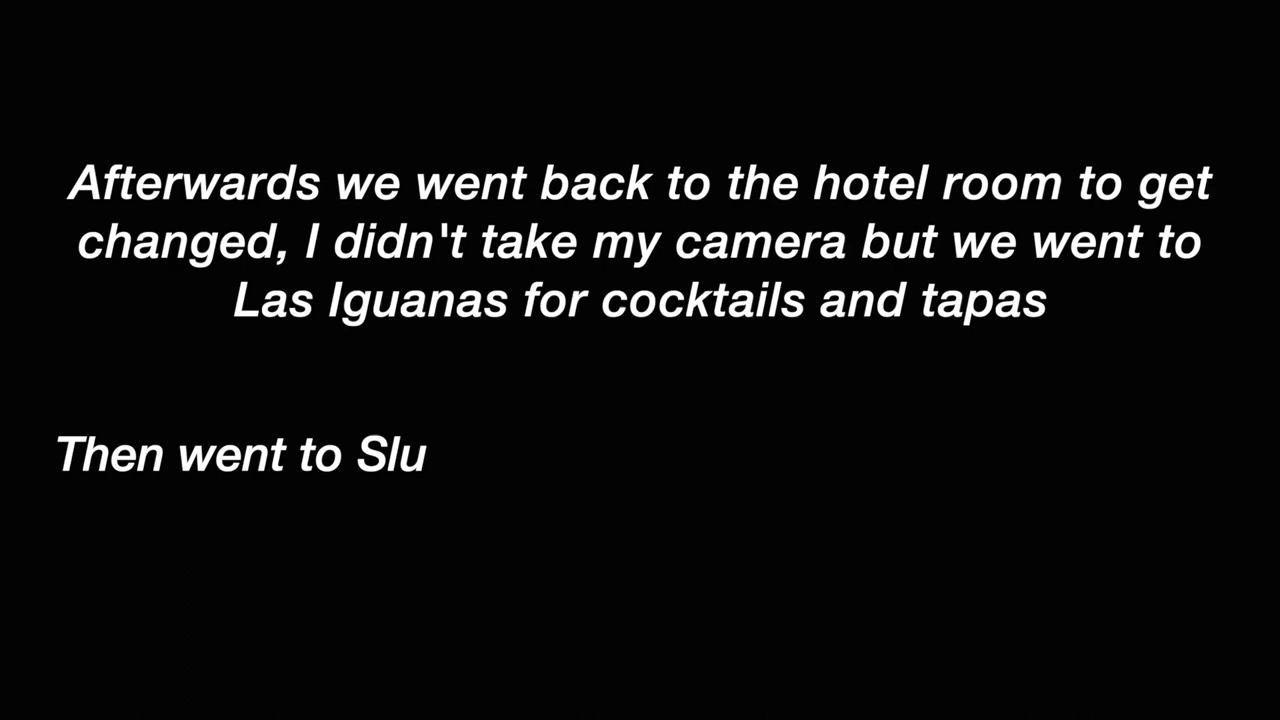 Afterwards we went back to the hotel room to get
changed, I didn't take my camera but we went to
Las Iguanas for cocktails and tapas
Then went to Slu